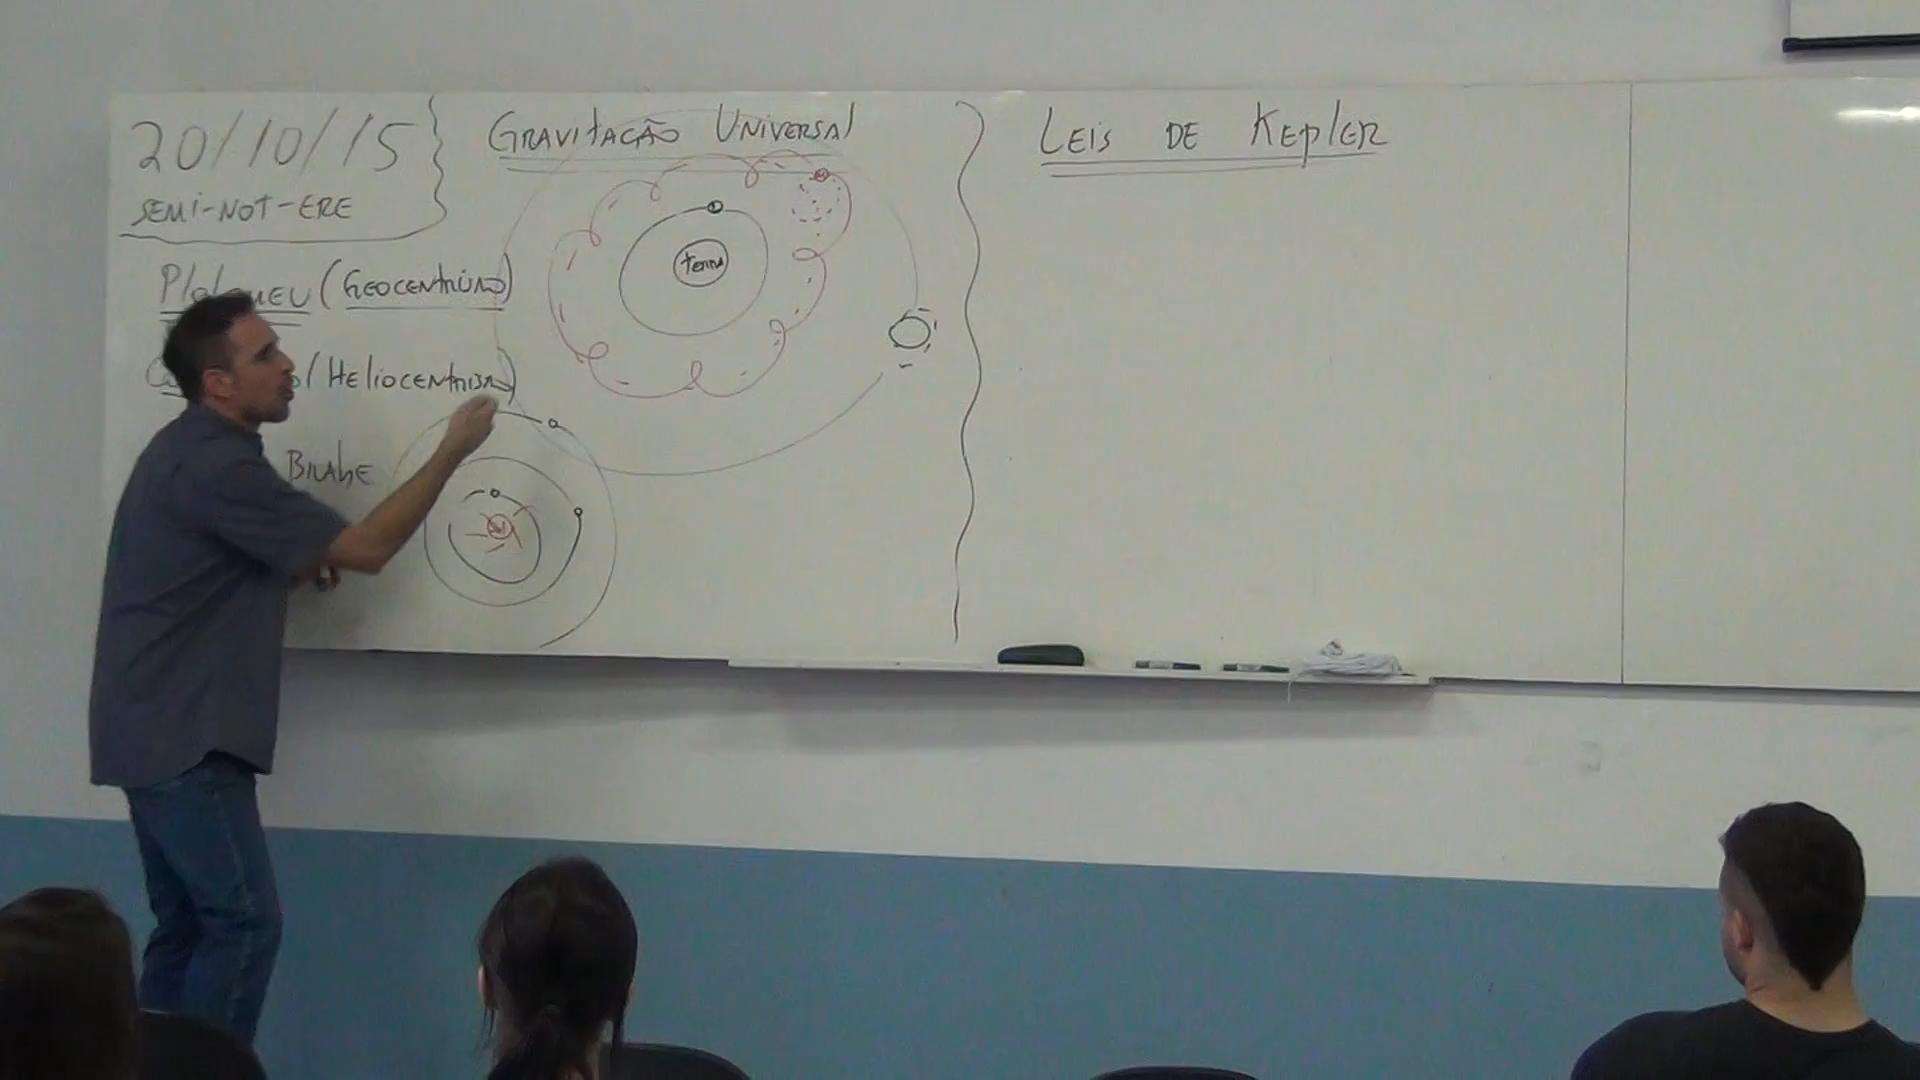 20/10/15
SEMI-NOT-ERE
GRAVITAÇÃO UNIVERSAL
Terra
(GEOCENTRISMO)
(HELIOCENTRISMO)
BRAHE
LEIS DE KEPLER